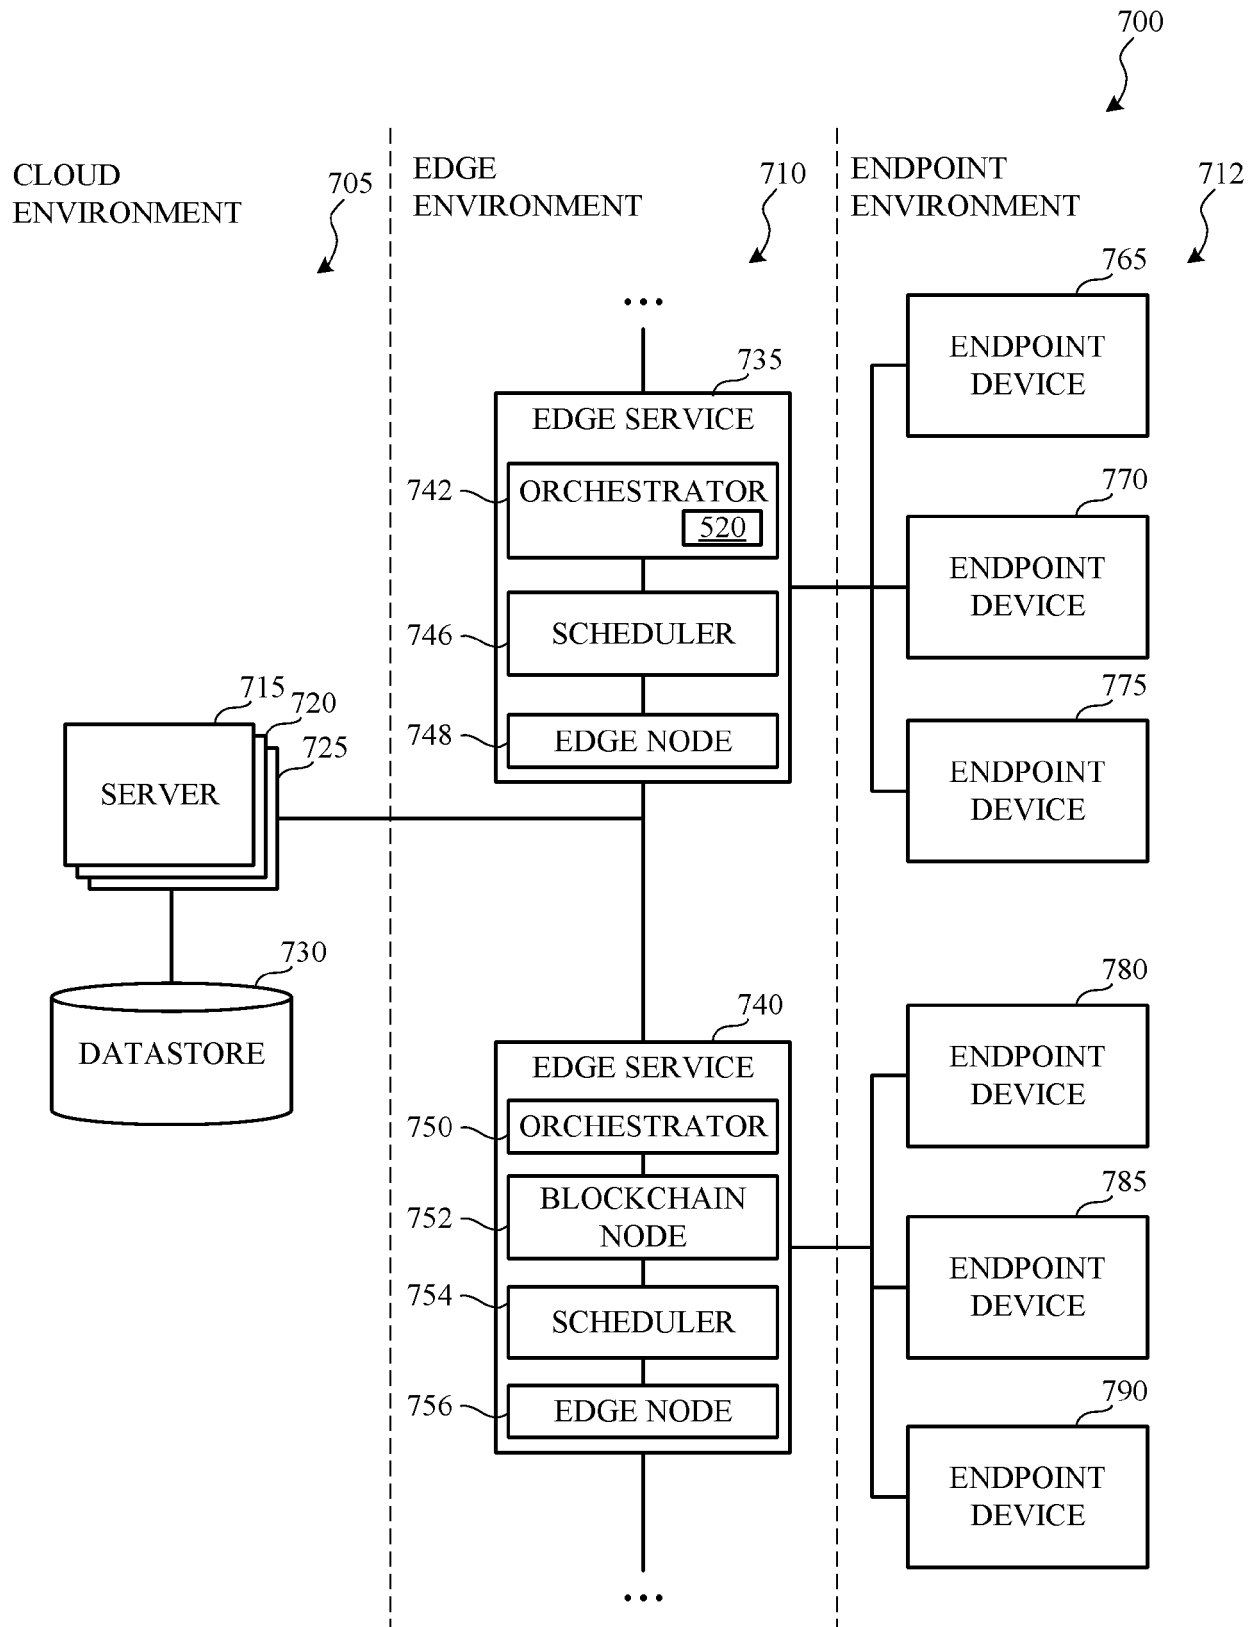 700
CLOUD
ENVIRONMENT
705
EDGE
ENVIRONMENT
710
ENDPOINT
ENVIRONMENT
712
715
720
725
SERVER
730
DATASTORE
...
735
EDGE SERVICE
742
ORCHESTRATOR
520
746
SCHEDULER
748
EDGE NODE
740
EDGE SERVICE
750
ORCHESTRATOR
752
BLOCKCHAIN
NODE
754
SCHEDULER
756
EDGE NODE
...
765
ENDPOINT
DEVICE
770
ENDPOINT
DEVICE
775
ENDPOINT
DEVICE
780
ENDPOINT
DEVICE
785
ENDPOINT
DEVICE
790
ENDPOINT
DEVICE